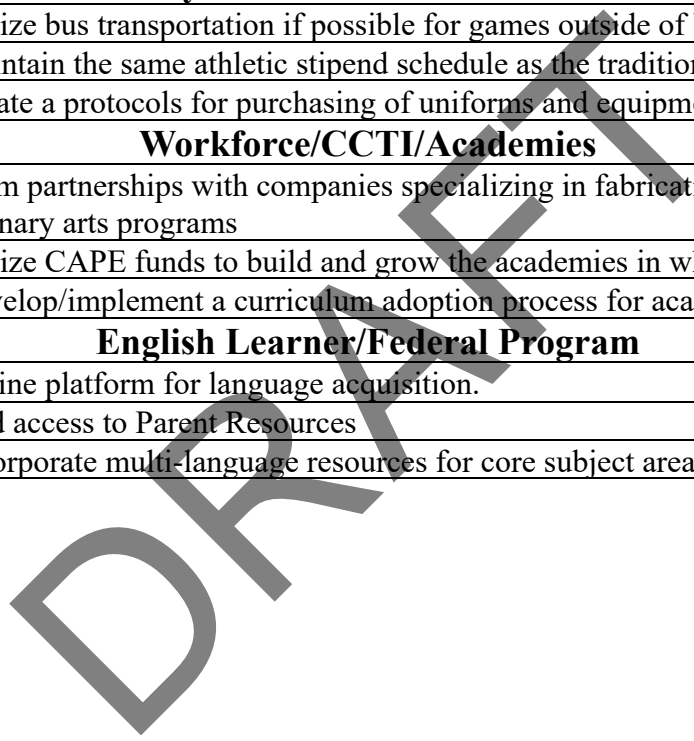 ize bus transportation if possible for games outside of
ntain the same athletic stipend schedule as the tradition
ate a protocols for purchasing of uniforms and equipme
Workforce/CCTI/Academies
m partnerships with companies specializing in fabricati
nary arts programs
ize CAPE funds to build and grow the academies in wh
velop/implement a curriculum adoption process for aca
English Learner/Federal Program
ine platform for language acquisition.
d access to Parent Resources
orporate multi-language resources for core subject area
DRAFT